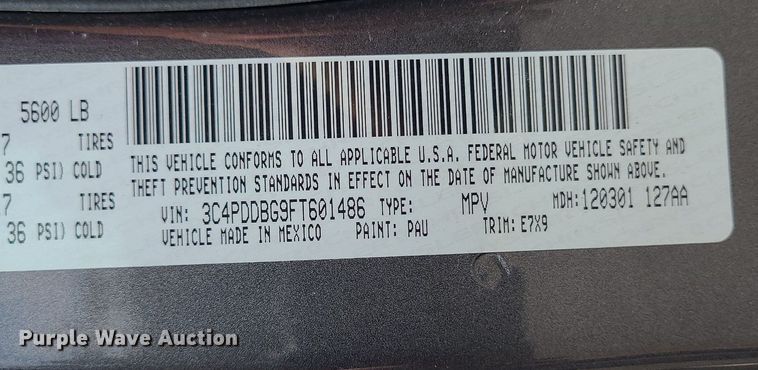 5600 LB
7 TIRES
36 PSI) COLD
7 TIRES
36 PSI) COLD
THIS VEHICLE CONFORMS TO ALL APPLICABLE U.S.A. FEDERAL MOTOR VEHICLE SAFETY AND
THEFT PREVENTION STANDARDS IN EFFECT ON THE DATE OF MANUFACTURE SHOWN ABOVE.
VIN: 3C4PDDBG9FT601486 TYPE: MPV MDH: 120301 127AA
VEHICLE MADE IN MEXICO PAINT: PAU TRIM: E7X9
Purple Wave Auction